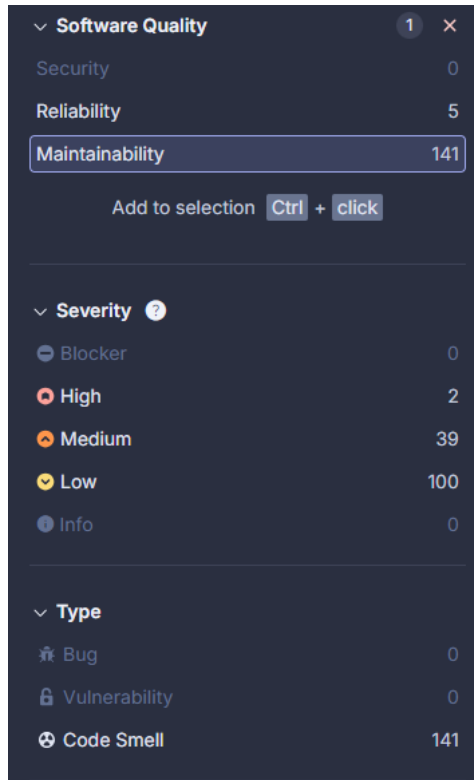 Software Quality 1 ×
Security 0
Reliability 5
Maintainability 141
Add to selection Ctrl + click
Severity ?
Blocker 0
High 2
Medium 39
Low 100
Info 0
Type
Bug 0
Vulnerability 0
Code Smell 141